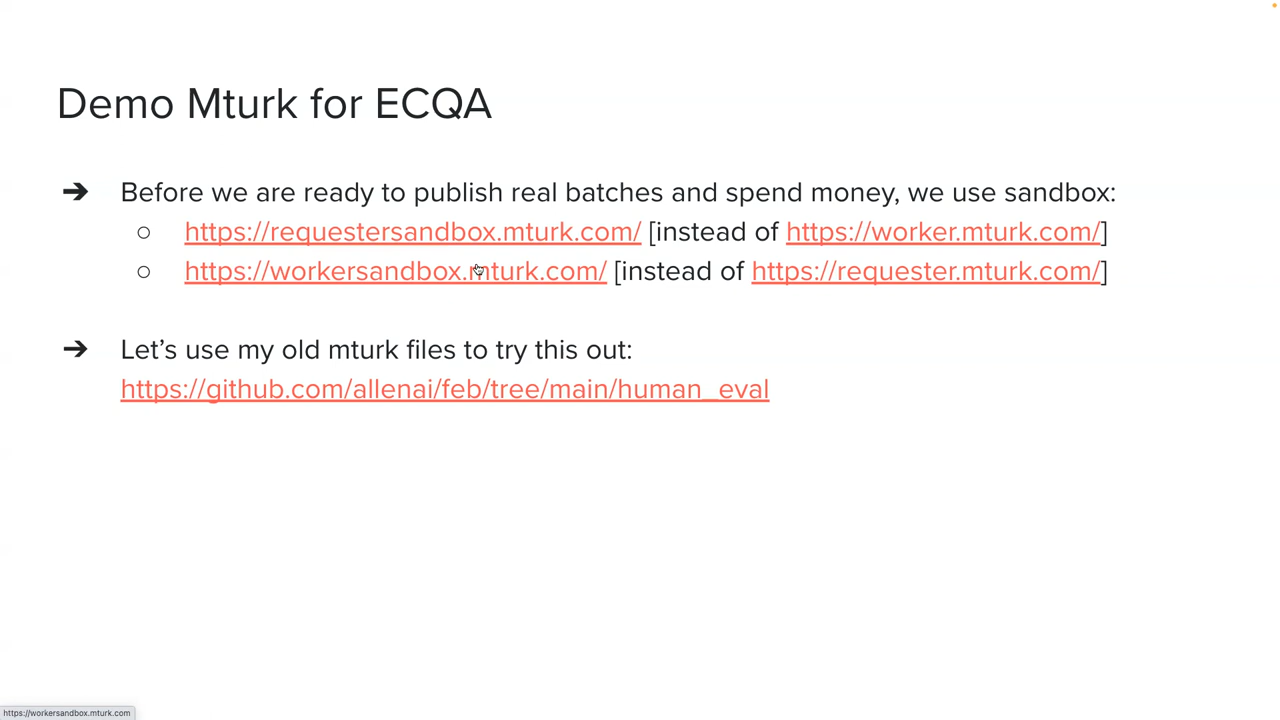 Demo Mturk for ECQA
➔ Before we are ready to publish real batches and spend money, we use sandbox:
○ https://requestersandbox.mturk.com/ [instead of https://worker.mturk.com/]
○ https://workersandbox.mturk.com/ [instead of https://requester.mturk.com/]
➔ Let’s use my old mturk files to try this out:
https://github.com/allenai/feb/tree/main/human_eval
https://workersandbox.mturk.com